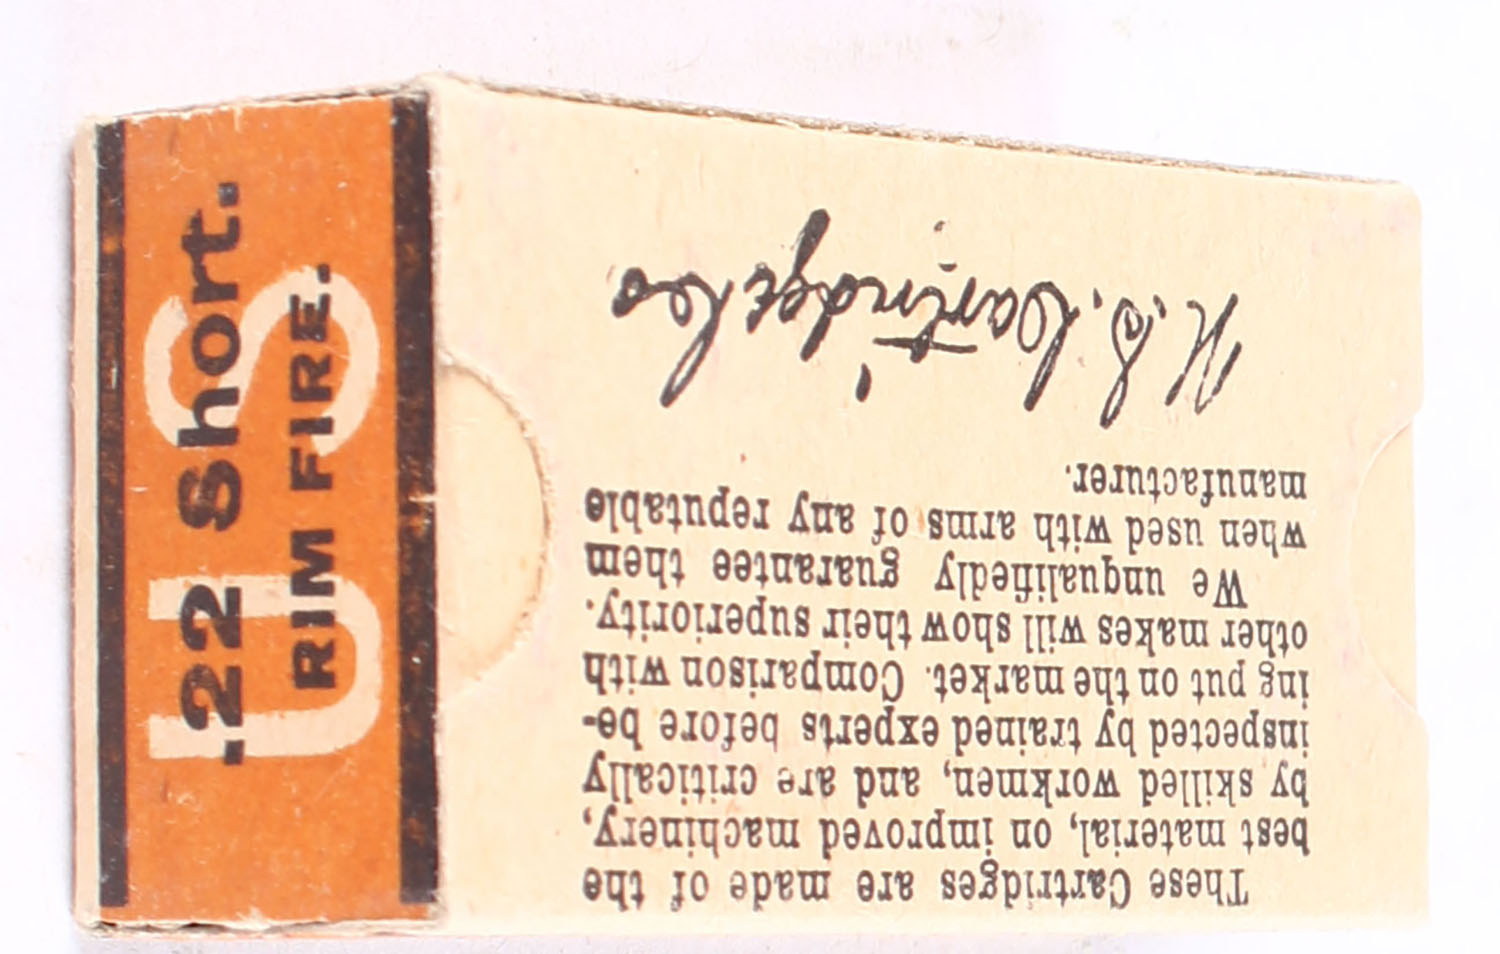 .22 Short.
RIM FIRE.
US
These Cartridges are made of the
best material, on improved machinery,
by skilled workmen, and are critically
inspected by trained experts before be-
ing put on the market. Comparison with
other makes will show their superiority.
We unqualifiedly guarantee them
when used with arms of any reputable
manufacturer.
U.S. Cartridge Co